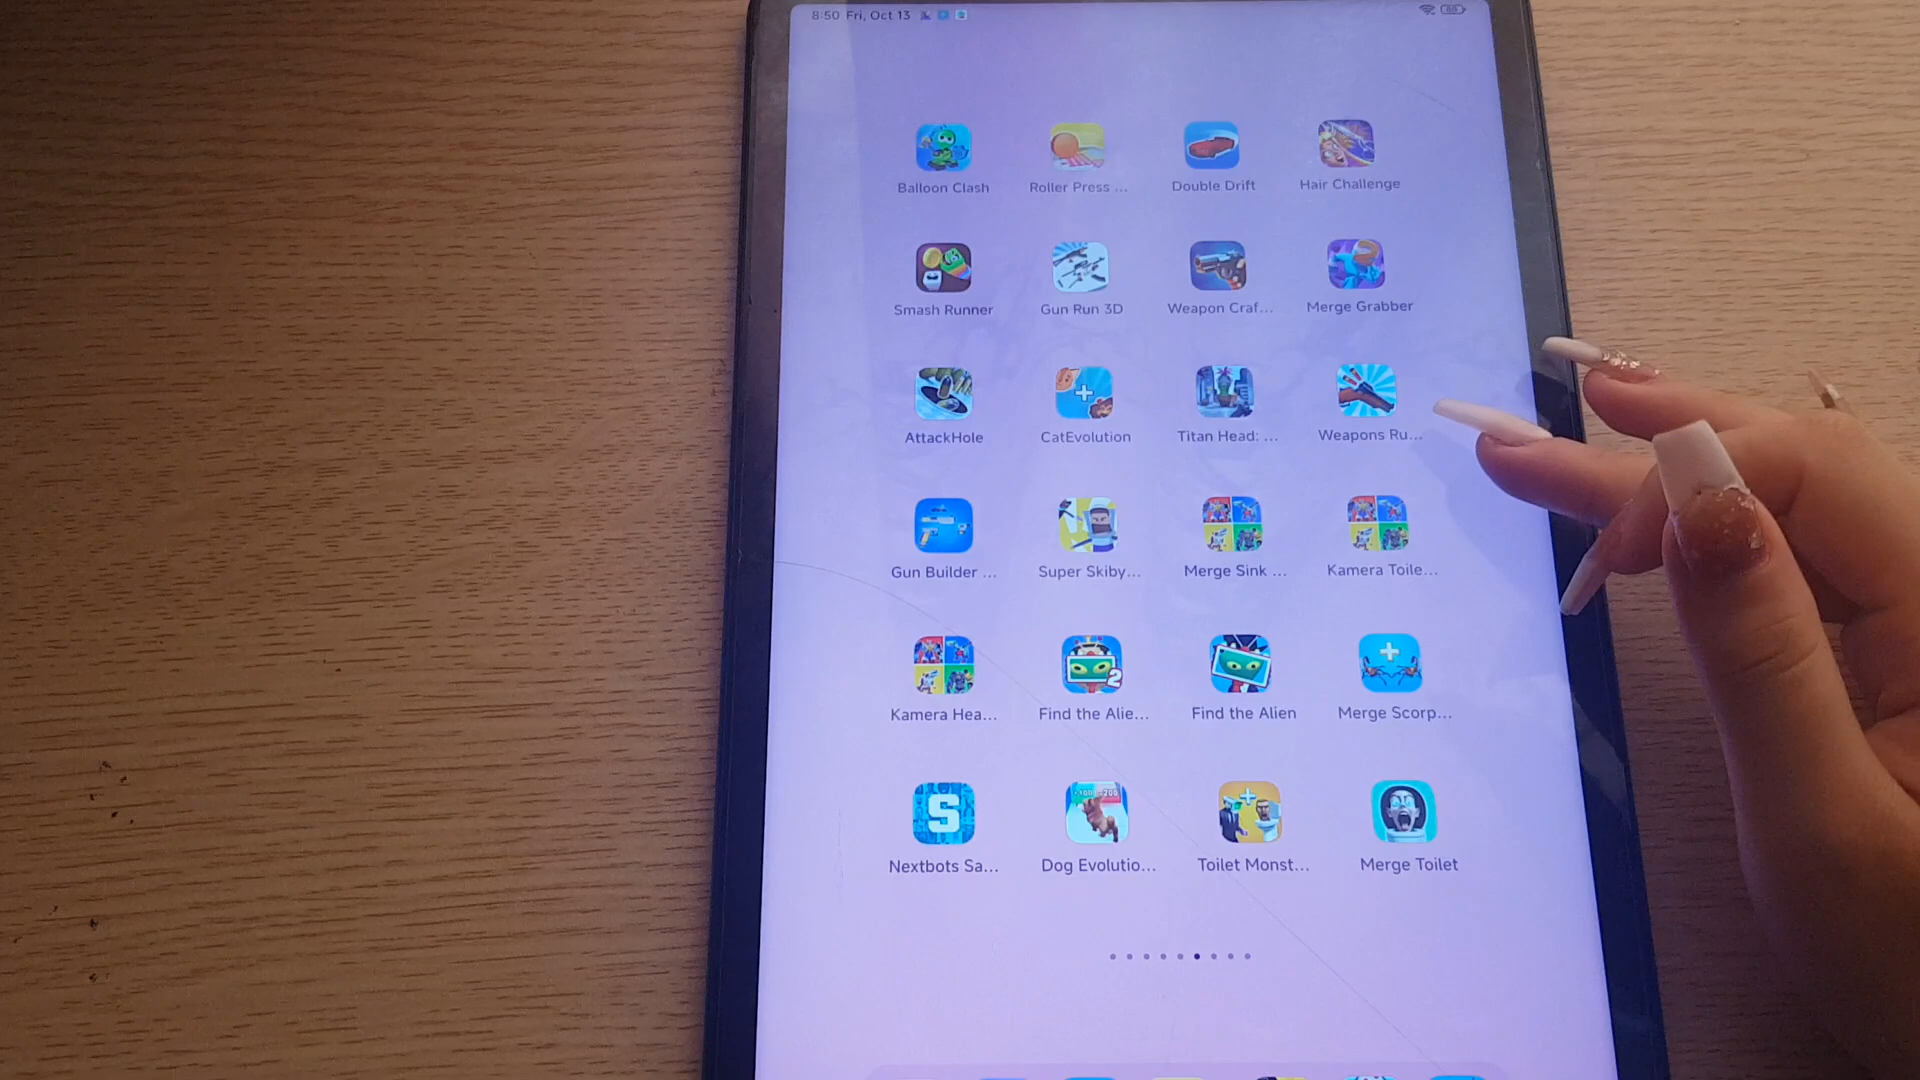 8:50 Fri, Oct 13
80
Balloon Clash Roller Press ... Double Drift Hair Challenge
Smash Runner Gun Run 3D Weapon Craf... Merge Grabber
AttackHole CatEvolution Titan Head: ... Weapons Ru...
Gun Builder ... Super Skiby... Merge Sink ... Kamera Toile...
2
Kamera Hea... Find the Alie... Find the Alien Merge Scorp...
S
Nextbots Sa... Dog Evolutio... Toilet Monst... Merge Toilet